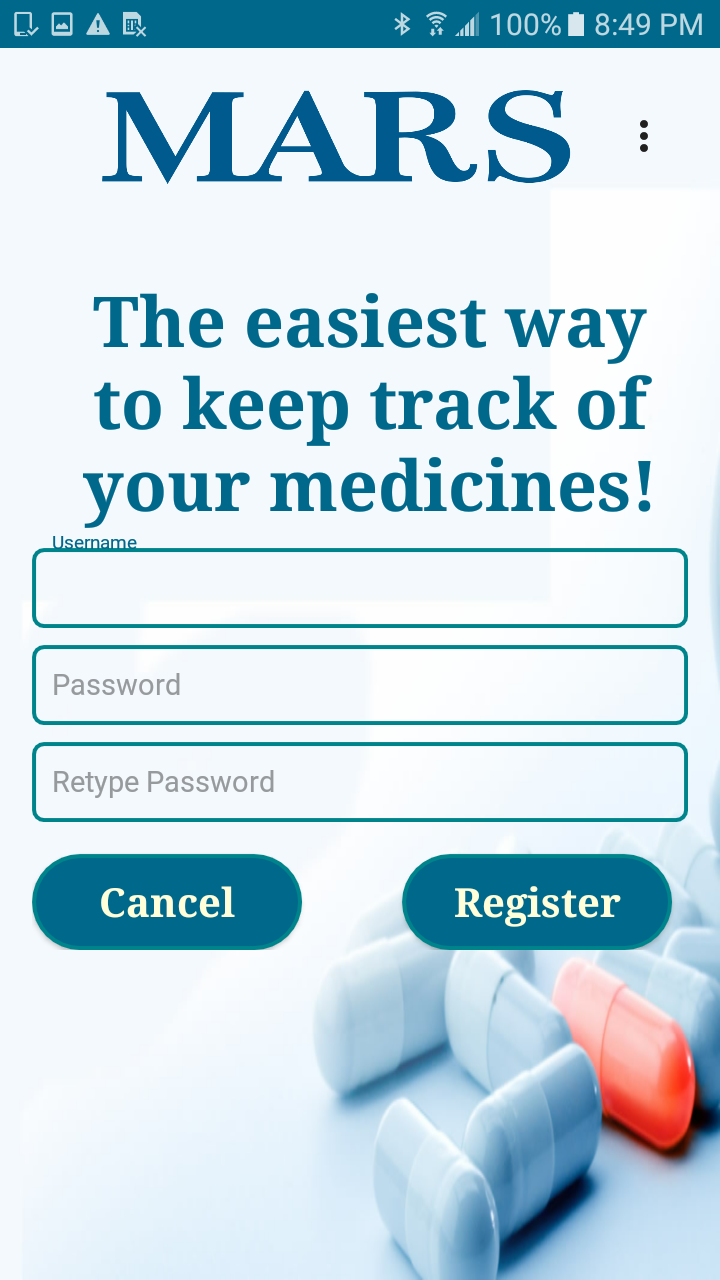 100% 8:49 PM
MARS
The easiest way
to keep track of
your medicines!
Username
Password
Retype Password
Cancel Register